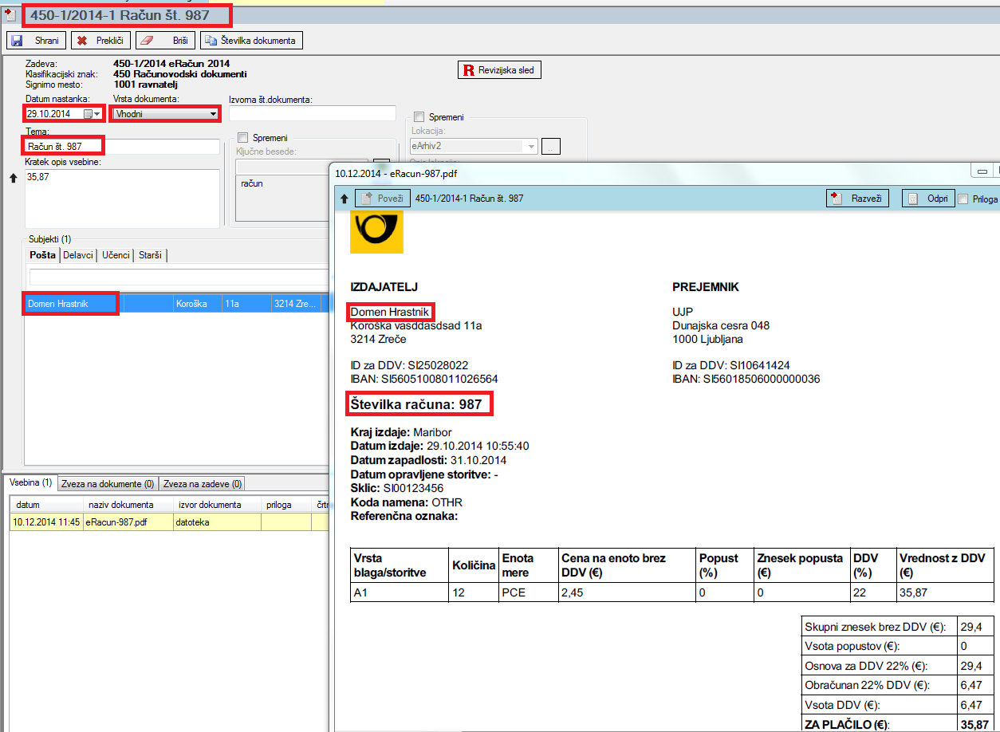 450-1/2014-1 Račun št. 987
Shrani Prekliči Briši Številka dokumenta
Zadeva: 450-1/2014 eRačun 2014
Klasifikacijski znak: 450 Računovodski dokumenti
Signirno mesto: 1001 ravnatelj
R Revizijska sled
Datum nastanka: Vrsta dokumenta: Izvorna št.dokumenta:
29.10.2014 Vhodni
Tema:
Račun št. 987
Kratek opis vsebine:
35,87
Spremeni
Ključne besede:
račun
Spremeni
Lokacija:
eArhiv2 ..
Subjekti (1)
Pošta Delavci Učenci Starši
Domen Hrastnik Koroška 11a 3214 Zre...
Vsebina (1) Zveza na dokumente (0) Zveza na zadeve (0)
datum naziv dokumenta izvor dokumenta priloga črtn
10.12.2014 11:45 eRacun-987.pdf datoteka
10.12.2014 - eRacun-987.pdf
Poveži 450-1/2014-1 Račun št. 987 Razveži Odpri Priloga
IZDAJATELJ
Domen Hrastnik
Koroška vasddasdsad 11a
3214 Zreče
ID za DDV: SI25028022
IBAN: SI56051008011026564
PREJEMNIK
UJP
Dunajska cesra 048
1000 Ljubljana
ID za DDV: SI10641424
IBAN: SI56018506000000036
Številka računa: 987
Kraj izdaje: Maribor
Datum izdaje: 29.10.2014 10:55:40
Datum zapadlosti: 31.10.2014
Datum opravljene storitve: -
Sklic: SI00123456
Koda namena: OTHR
Referenčna oznaka:
Vrsta blaga/storitve Količina Enota mere Cena na enoto brez DDV (€) Popust (%) Znesek popusta (€) DDV (%) Vrednost z DDV (€)
A1 12 PCE 2,45 0 0 22 35,87
Skupni znesek brez DDV (€): 29,4
Vsota popustov (€): 0
Osnova za DDV 22% (€): 29,4
Obračunan 22% DDV (€): 6,47
Vsota DDV (€): 6,47
ZA PLAČILO (€): 35,87